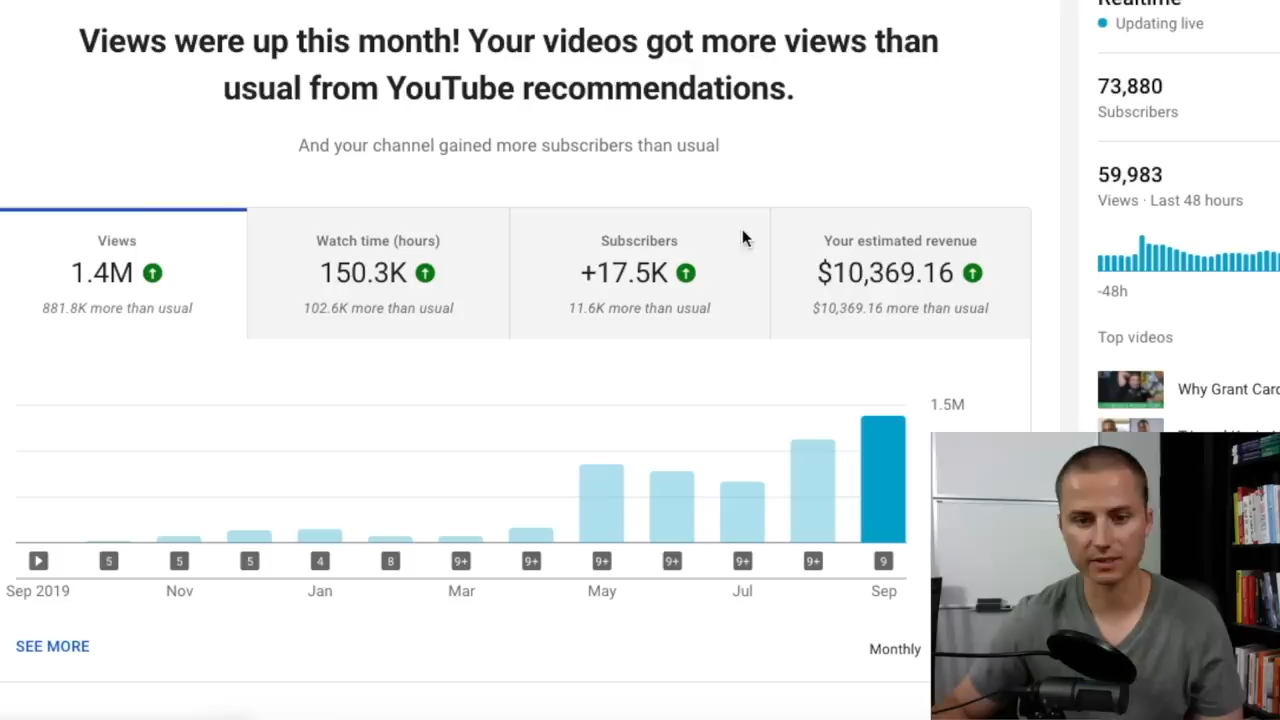 Views were up this month! Your videos got more views than
usual from YouTube recommendations.
And your channel gained more subscribers than usual
Views
1.4M
881.8K more than usual
Watch time (hours)
150.3K
102.6K more than usual
Subscribers
+17.5K
11.6K more than usual
Your estimated revenue
$10,369.16
$10,369.16 more than usual
1.5M
5 5 5 4 8 9+ 9+ 9+ 9+ 9+ 9+ 9
Sep 2019 Nov Jan Mar May Jul Sep
SEE MORE
Monthly
Realtime
Updating live
73,880
Subscribers
59,983
Views · Last 48 hours
-48h
Top videos
Why Grant Card